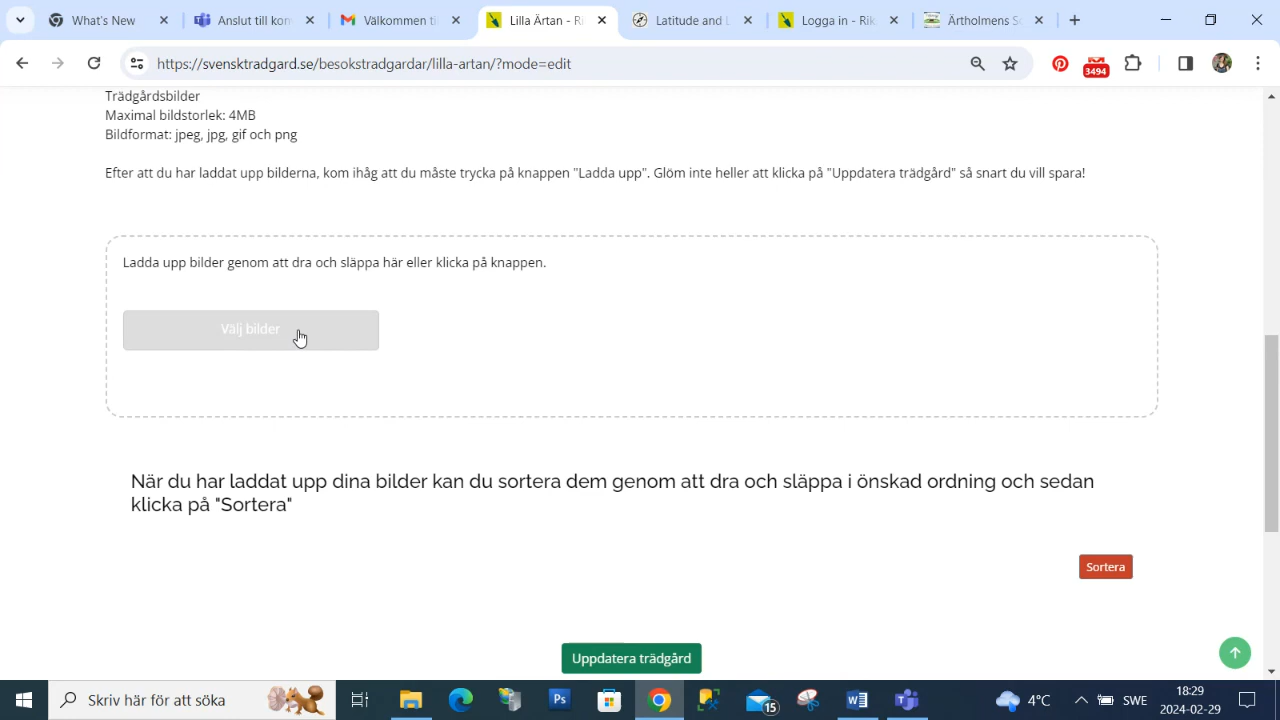 What's New
Anslut till kon
Välkommen ti
Lilla Ärtan - Ri
Latitude and L
Logga in - Rik
Ärtholmens So
https://svensktradgard.se/besokstradgardar/lilla-artan/?mode=edit
3494
Trädgårdsbilder
Maximal bildstorlek: 4MB
Bildformat: jpeg, jpg, gif och png
Efter att du har laddat upp bilderna, kom ihåg att du måste trycka på knappen "Ladda upp". Glöm inte heller att klicka på "Uppdatera trädgård" så snart du vill spara!
Ladda upp bilder genom att dra och släppa här eller klicka på knappen.
Välj bilder
När du har laddat upp dina bilder kan du sortera dem genom att dra och släppa i önskad ordning och sedan
klicka på "Sortera"
Sortera
Uppdatera trädgård
Skriv här för att söka
Ps
15
4°C
SWE
18:29
2024-02-29